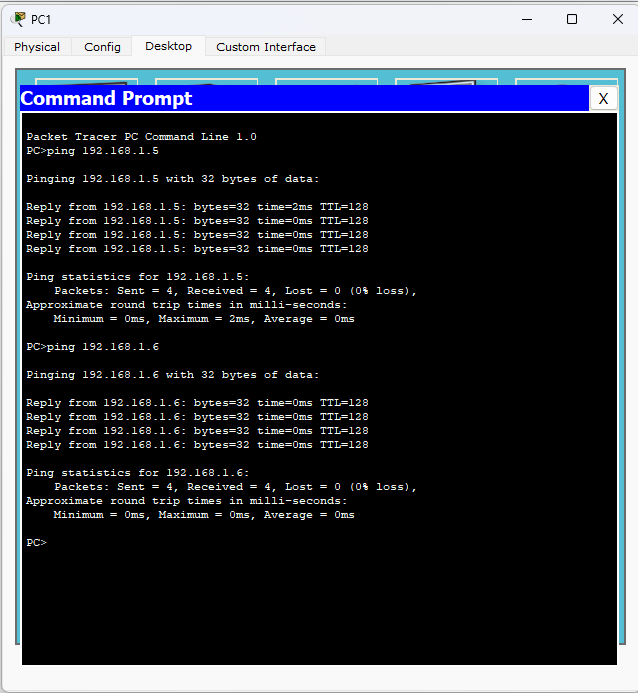 PC1
Physical Config Desktop Custom Interface
Command Prompt X
Packet Tracer PC Command Line 1.0
PC>ping 192.168.1.5
Pinging 192.168.1.5 with 32 bytes of data:
Reply from 192.168.1.5: bytes=32 time=2ms TTL=128
Reply from 192.168.1.5: bytes=32 time=0ms TTL=128
Reply from 192.168.1.5: bytes=32 time=0ms TTL=128
Reply from 192.168.1.5: bytes=32 time=0ms TTL=128
Ping statistics for 192.168.1.5:
    Packets: Sent = 4, Received = 4, Lost = 0 (0% loss),
Approximate round trip times in milli-seconds:
    Minimum = 0ms, Maximum = 2ms, Average = 0ms
PC>ping 192.168.1.6
Pinging 192.168.1.6 with 32 bytes of data:
Reply from 192.168.1.6: bytes=32 time=0ms TTL=128
Reply from 192.168.1.6: bytes=32 time=0ms TTL=128
Reply from 192.168.1.6: bytes=32 time=0ms TTL=128
Reply from 192.168.1.6: bytes=32 time=0ms TTL=128
Ping statistics for 192.168.1.6:
    Packets: Sent = 4, Received = 4, Lost = 0 (0% loss),
Approximate round trip times in milli-seconds:
    Minimum = 0ms, Maximum = 0ms, Average = 0ms
PC>